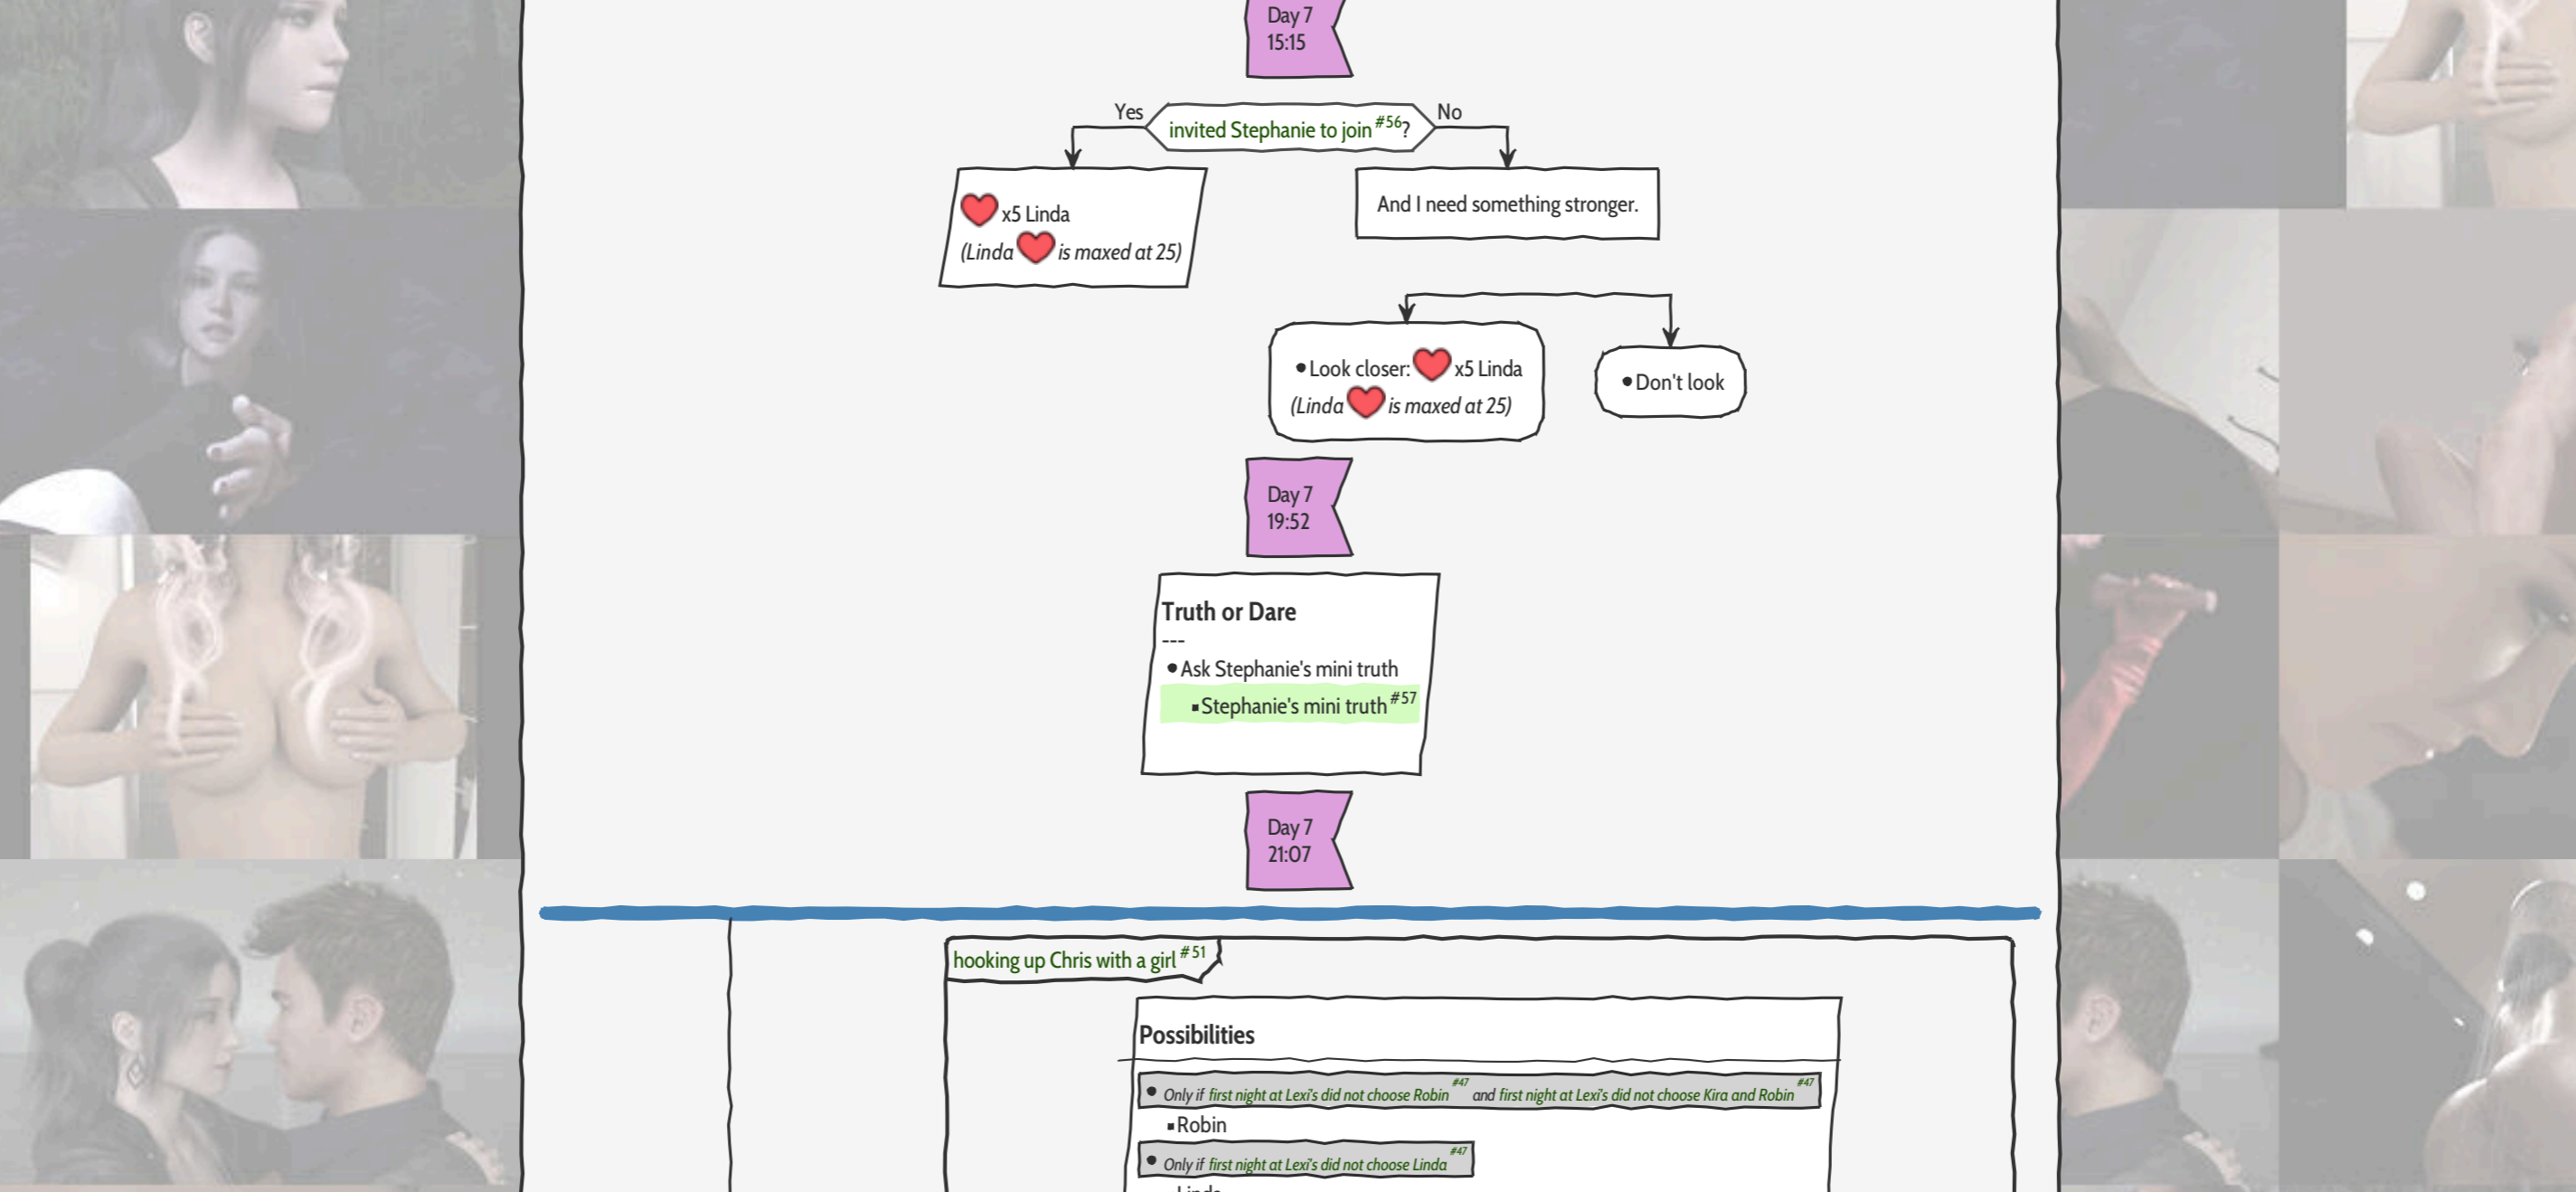 Day 7
15:15
Yes
invited Stephanie to join #56?
No
x5 Linda
(Linda is maxed at 25)
And I need something stronger.
Look closer: x5 Linda
(Linda is maxed at 25)
Don't look
Day 7
19:52
Truth or Dare
---
Ask Stephanie's mini truth
Stephanie's mini truth #57
Day 7
21:07
hooking up Chris with a girl #51
Possibilities
Only if first night at Lexi's did not choose Robin #47 and first night at Lexi's did not choose Kira and Robin #47
Robin
Only if first night at Lexi's did not choose Linda #47